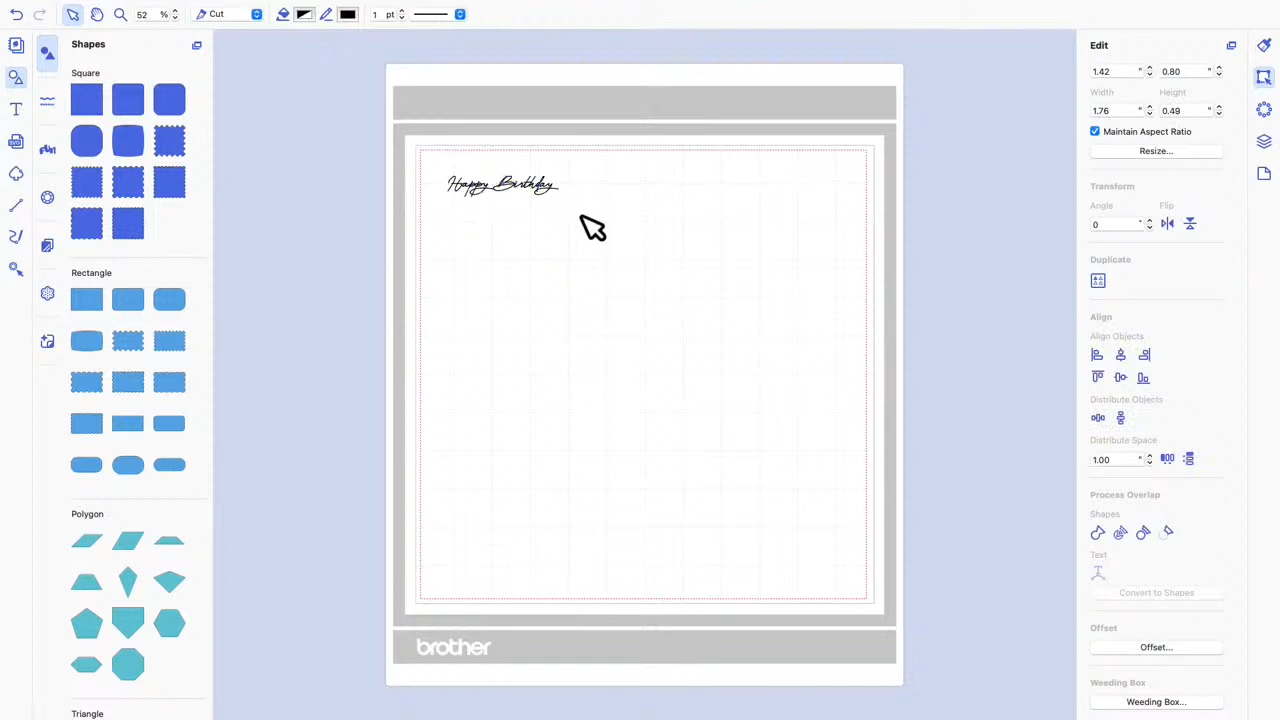 52 %
Cut
1 pt
Shapes
Square
Rectangle
Polygon
Triangle
Happy Birthday
brother
Edit
1.42 " 0.80 "
Width Height
1.76 " 0.49 "
Maintain Aspect Ratio
Resize...
Transform
Angle Flip
0 °
Duplicate
Align
Align Objects
Distribute Objects
Distribute Space
1.00 "
Process Overlap
Shapes
Text
Convert to Shapes
Offset
Offset...
Weeding Box
Weeding Box...